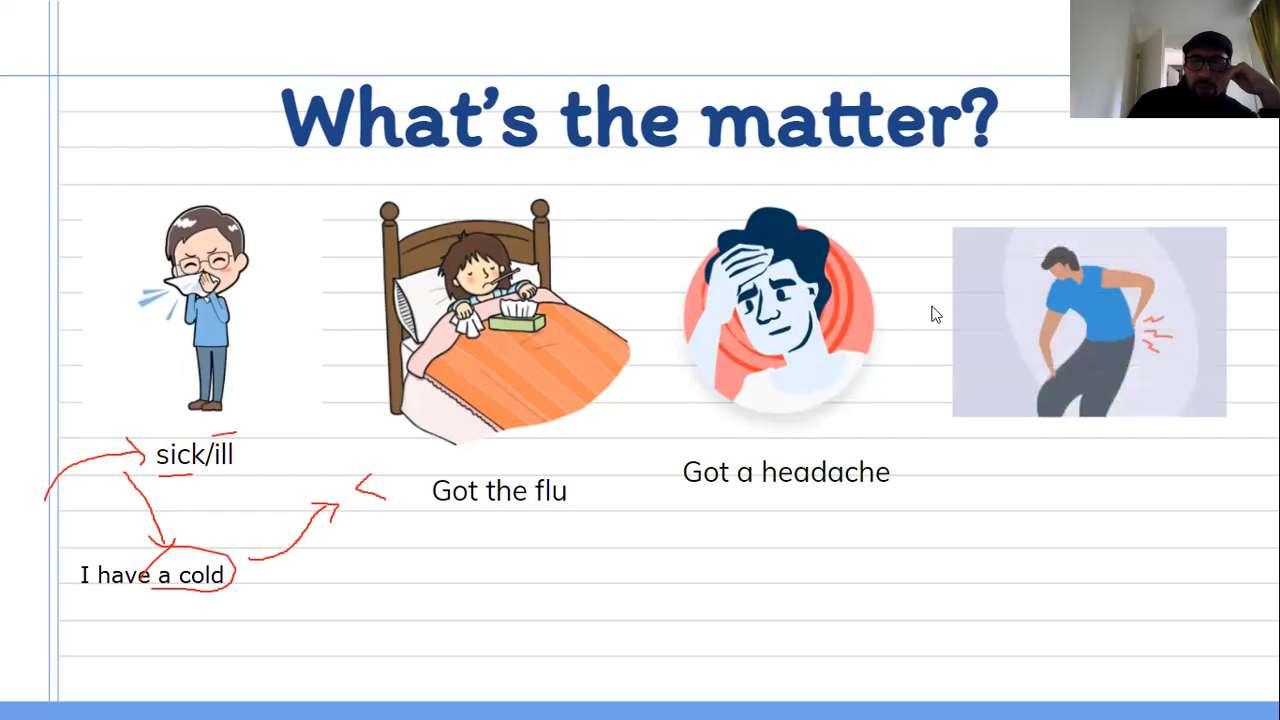 What's the matter?
sick/ill
Got the flu
Got a headache
I have a cold